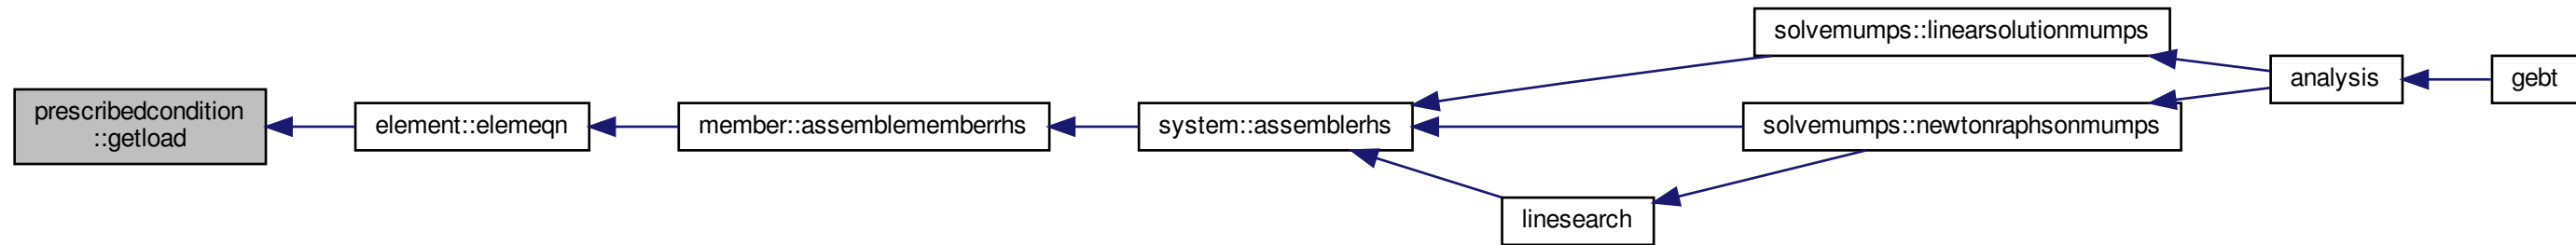 prescribedcondition
::getload
element::elemeqn
member::assemblememberrhs
system::assemblerhs
solvemumps::linearsolutionmumps
solvemumps::newtonraphsonmumps
linesearch
analysis
gebt